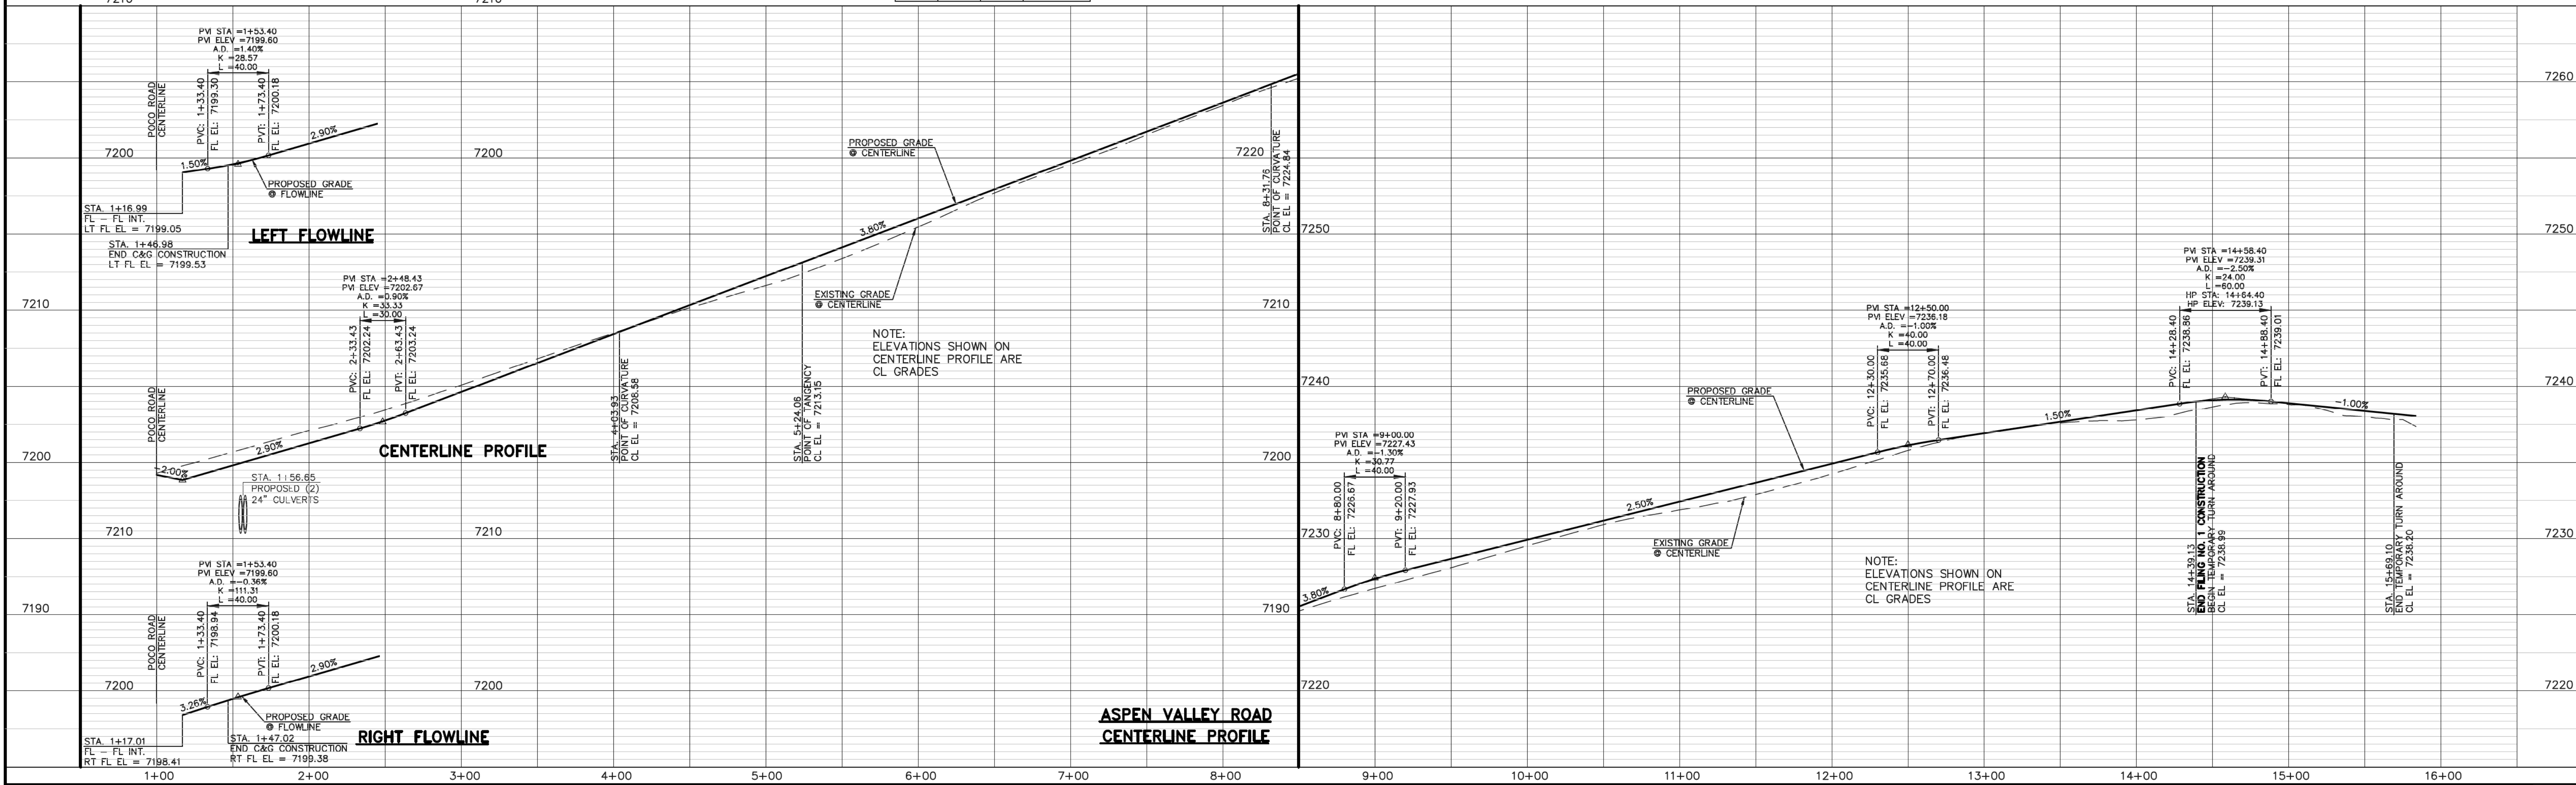 7210
7210
PVI STA =1+53.40
PVI ELEV =7199.60
A.D. =1.40%
K =28.57
L =40.00
POCO ROAD
CENTERLINE
PVC: 1+33.40
FL EL: 7199.30
PVT: 1+73.40
FL EL: 7200.18
1.50%
2.90%
7200
7200
PROPOSED GRADE
@ FLOWLINE
STA. 1+16.99
FL – FL INT.
LT FL EL = 7199.05
STA. 1+46.98
END C&G CONSTRUCTION
LT FL EL = 7199.53
LEFT FLOWLINE
PVI STA =2+48.43
PVI ELEV =7202.67
A.D. =0.90%
K =33.33
L =30.00
7210
PVC: 2+33.43
FL EL: 7202.24
PVT: 2+63.43
FL EL: 7203.24
POCO ROAD
CENTERLINE
7200
-2.00%
2.90%
CENTERLINE PROFILE
STA. 1+56.65
PROPOSED (2)
24" CULVERTS
STA. 4+03.93
POINT OF CURVATURE
CL EL = 7208.58
STA. 5+24.06
POINT OF TANGENCY
CL EL = 7213.15
3.80%
PROPOSED GRADE
@ CENTERLINE
EXISTING GRADE
@ CENTERLINE
NOTE:
ELEVATIONS SHOWN ON
CENTERLINE PROFILE ARE
CL GRADES
7220
7210
7200
7190
STA. 8+31.76
POINT OF CURVATURE
CL EL = 7224.84
7210
7210
PVI STA =1+53.40
PVI ELEV =7199.60
A.D. =-0.36%
K =111.31
L =40.00
7190
POCO ROAD
CENTERLINE
PVC: 1+33.40
FL EL: 7198.94
PVT: 1+73.40
FL EL: 7200.18
3.26%
2.90%
7200
7200
PROPOSED GRADE
@ FLOWLINE
STA. 1+17.01
FL – FL INT.
RT FL EL = 7198.41
STA. 1+47.02
END C&G CONSTRUCTION
RT FL EL = 7199.38
RIGHT FLOWLINE
ASPEN VALLEY ROAD
CENTERLINE PROFILE
7260
7250
7250
7240
7240
7230
7230
7220
7220
3.80%
PVI STA =9+00.00
PVI ELEV =7227.43
A.D. =-1.30%
K =30.77
L =40.00
PVC: 8+80.00
FL EL: 7226.67
PVT: 9+20.00
FL EL: 7227.93
2.50%
PROPOSED GRADE
@ CENTERLINE
EXISTING GRADE
@ CENTERLINE
PVI STA =12+50.00
PVI ELEV =7236.18
A.D. =-1.00%
K =40.00
L =40.00
PVC: 12+30.00
FL EL: 7235.68
PVT: 12+70.00
FL EL: 7236.48
1.50%
NOTE:
ELEVATIONS SHOWN ON
CENTERLINE PROFILE ARE
CL GRADES
PVI STA =14+58.40
PVI ELEV =7239.31
A.D. =-2.50%
K =24.00
L =60.00
HP STA: 14+64.40
HP ELEV: 7239.13
PVC: 14+28.40
FL EL: 7238.86
PVT: 14+88.40
FL EL: 7239.01
-1.00%
STA. 14+39.13
END FILING NO. 1 CONSTRUCTION
BEGIN TEMPORARY TURN AROUND
CL EL = 7238.99
STA. 15+69.10
END TEMPORARY TURN AROUND
CL EL = 7238.20
1+00
2+00
3+00
4+00
5+00
6+00
7+00
8+00
9+00
10+00
11+00
12+00
13+00
14+00
15+00
16+00